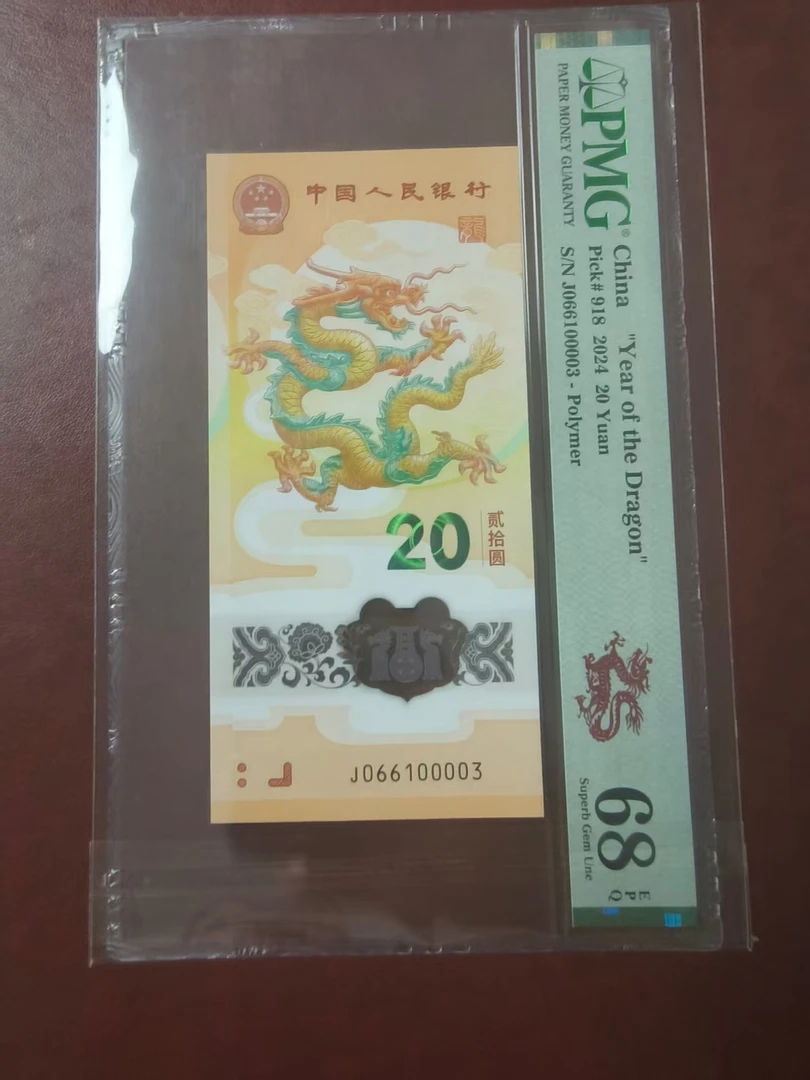 中国人民银行
20
贰拾圆
J066100003
PMG®
PAPER MONEY GUARANTY
China "Year of the Dragon"
Pick# 918 2024 20 Yuan
S/N J066100003 - Polymer
68 EPQ
Superb Gem Unc